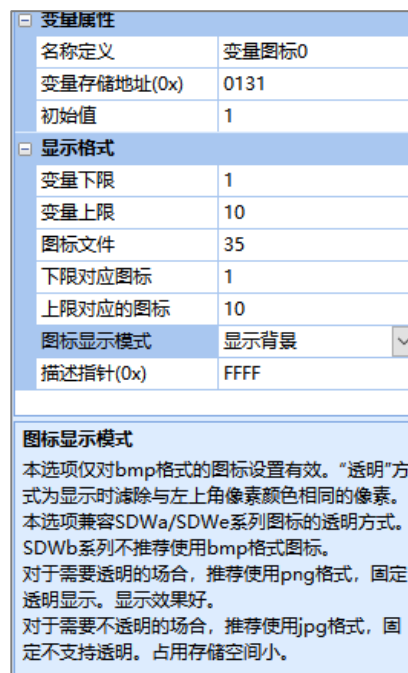 变量属性
名称定义 变量图标0
变量存储地址(0x) 0131
初始值 1
显示格式
变量下限 1
变量上限 10
图标文件 35
下限对应图标 1
上限对应的图标 10
图标显示模式 显示背景
描述指针(0x) FFFF
图标显示模式
本选项仅对bmp格式的图标设置有效。“透明”方
式为显示时滤除与左上角像素颜色相同的像素。
本选项兼容SDWa/SDWe系列图标的透明方式。
SDWb系列不推荐使用bmp格式图标。
对于需要透明的场合，推荐使用png格式，固定
透明显示。显示效果好。
对于需要不透明的场合，推荐使用jpg格式，固
定不支持透明。占用存储空间小。